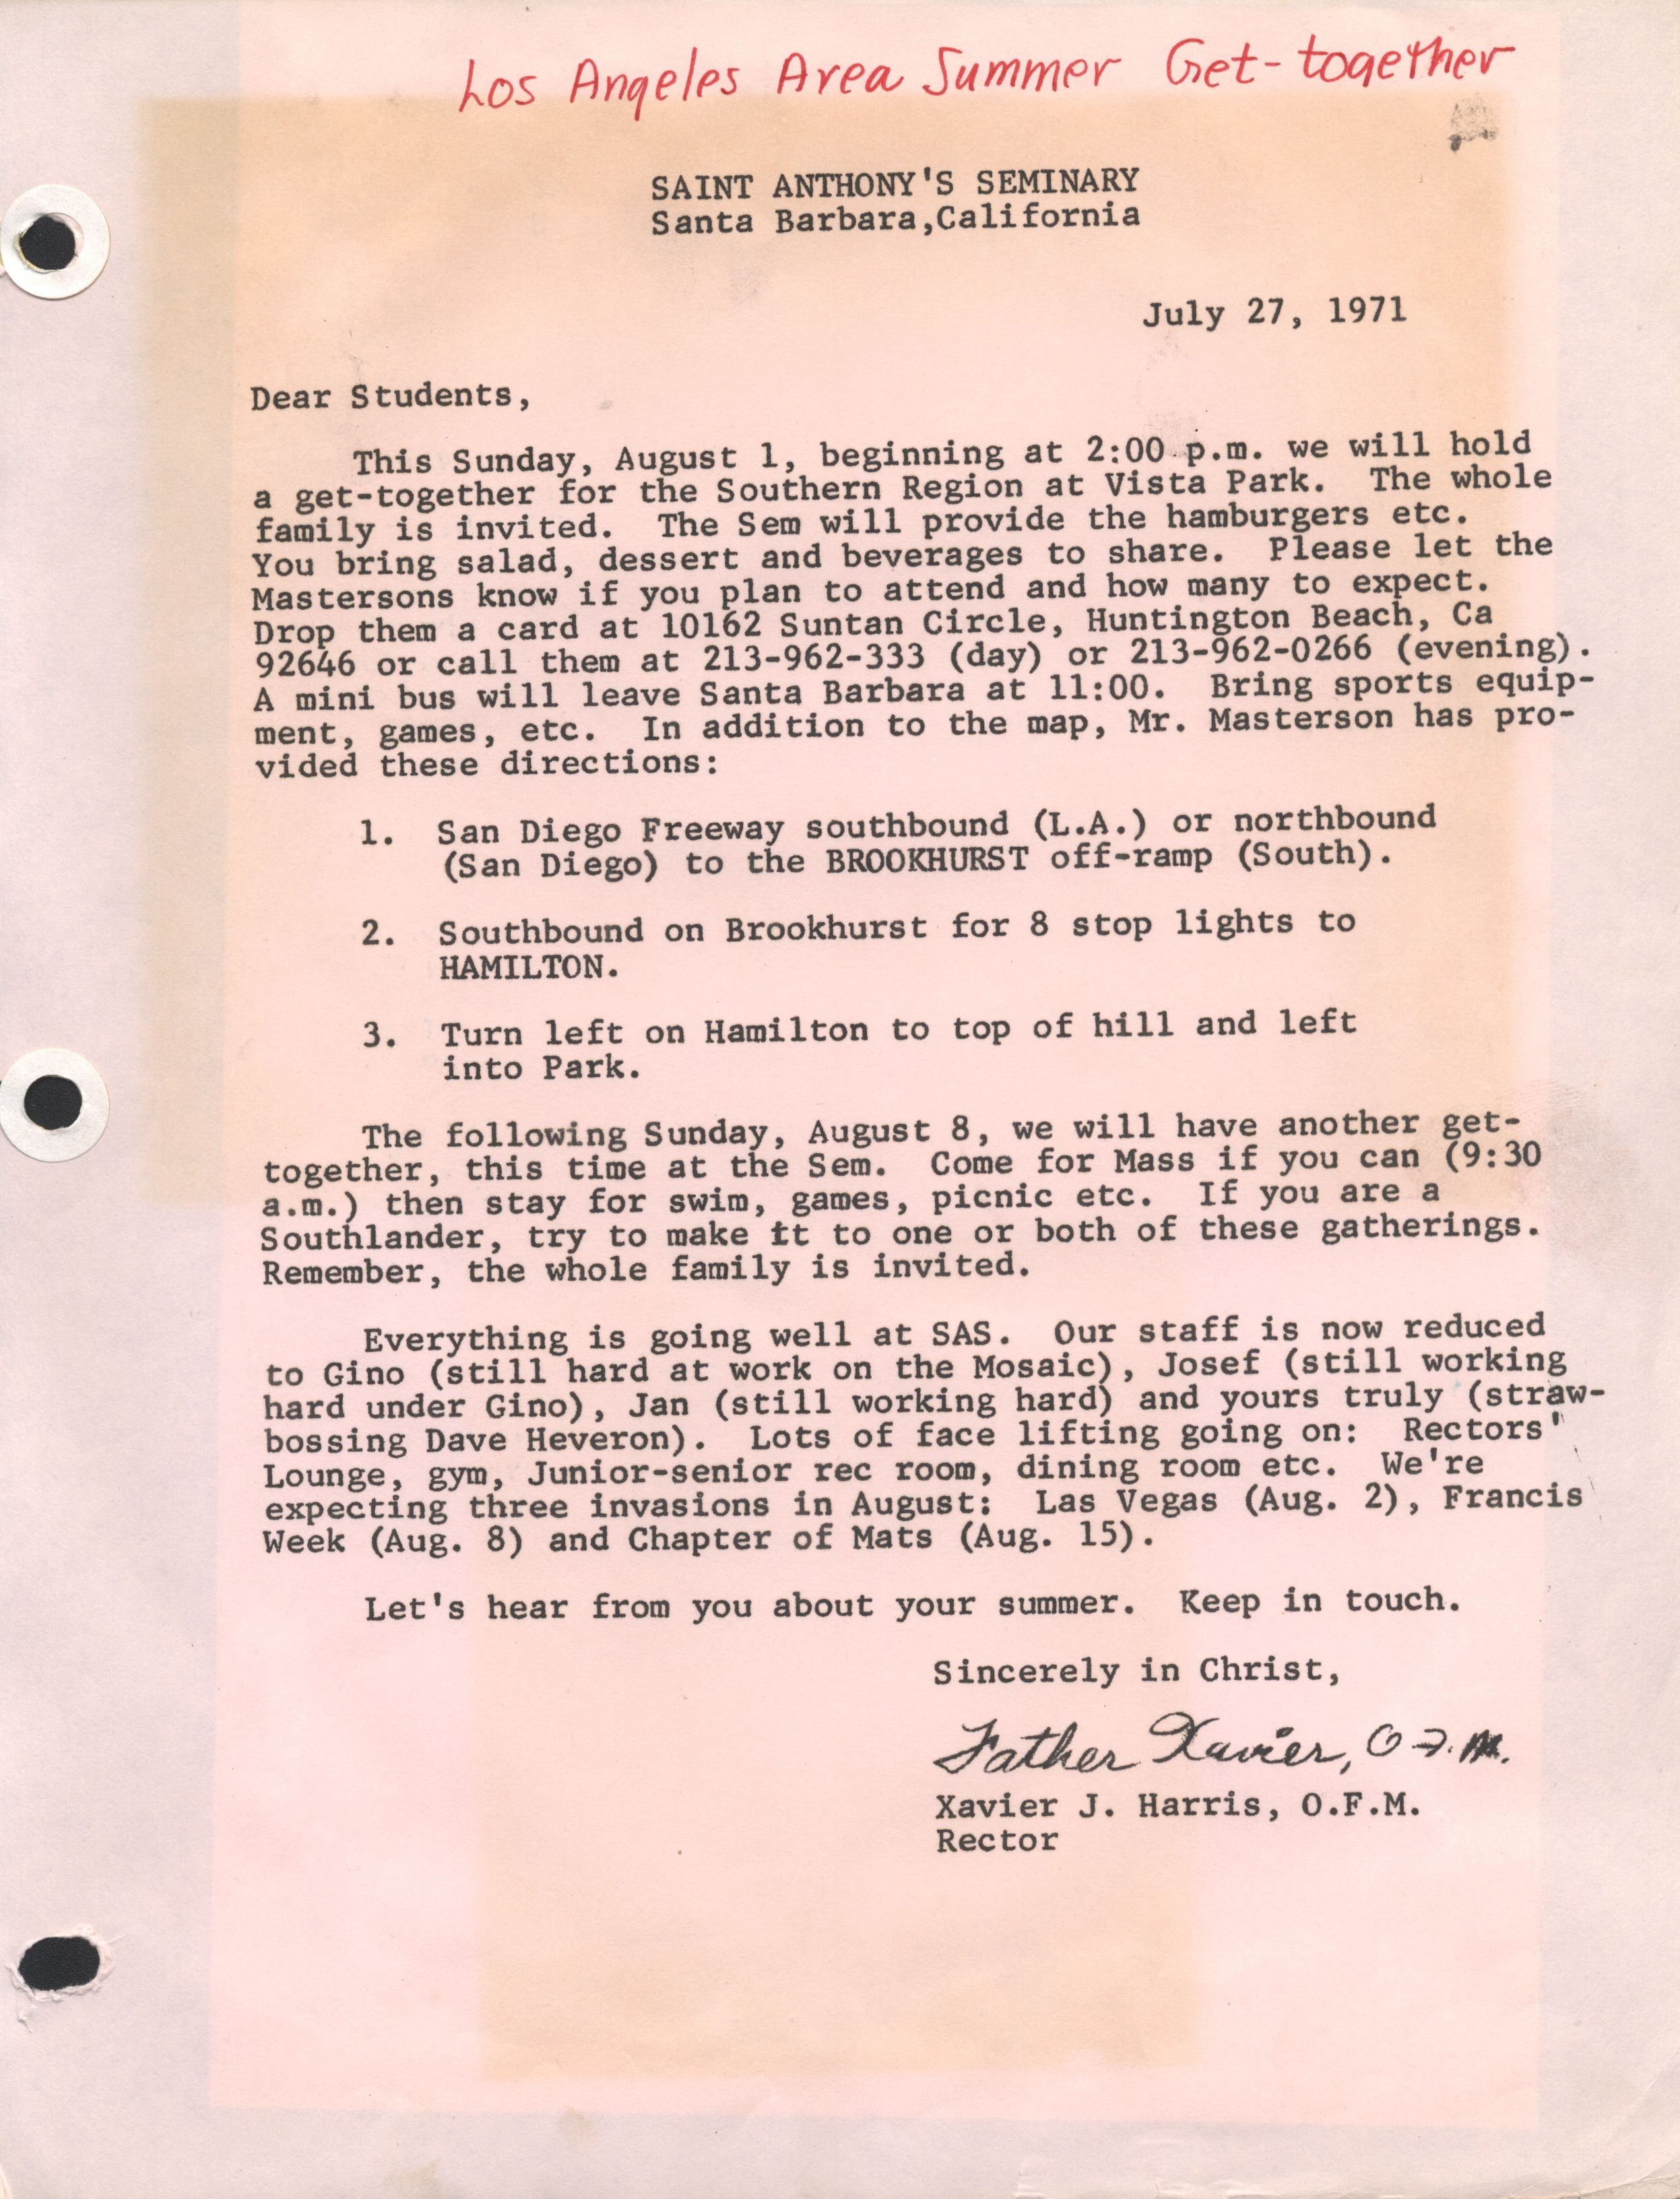 Los Angeles Area Summer Get-together
SAINT ANTHONY'S SEMINARY
Santa Barbara,California
July 27, 1971
Dear Students,
This Sunday, August 1, beginning at 2:00 p.m. we will hold
a get-together for the Southern Region at Vista Park. The whole
family is invited. The Sem will provide the hamburgers etc.
You bring salad, dessert and beverages to share. Please let the
Mastersons know if you plan to attend and how many to expect.
Drop them a card at 10162 Suntan Circle, Huntington Beach, Ca
92646 or call them at 213-962-333 (day) or 213-962-0266 (evening).
A mini bus will leave Santa Barbara at 11:00. Bring sports equip-
ment, games, etc. In addition to the map, Mr. Masterson has pro-
vided these directions:
1. San Diego Freeway southbound (L.A.) or northbound
(San Diego) to the BROOKHURST off-ramp (South).
2. Southbound on Brookhurst for 8 stop lights to
HAMILTON.
3. Turn left on Hamilton to top of hill and left
into Park.
The following Sunday, August 8, we will have another get-
together, this time at the Sem. Come for Mass if you can (9:30
a.m.) then stay for swim, games, picnic etc. If you are a
Southlander, try to make it to one or both of these gatherings.
Remember, the whole family is invited.
Everything is going well at SAS. Our staff is now reduced
to Gino (still hard at work on the Mosaic), Josef (still working
hard under Gino), Jan (still working hard) and yours truly (straw-
bossing Dave Heveron). Lots of face lifting going on: Rectors'
Lounge, gym, Junior-senior rec room, dining room etc. We're
expecting three invasions in August: Las Vegas (Aug. 2), Francis
Week (Aug. 8) and Chapter of Mats (Aug. 15).
Let's hear from you about your summer. Keep in touch.
Sincerely in Christ,
Father Xavier, O.F.M.
Xavier J. Harris, O.F.M.
Rector